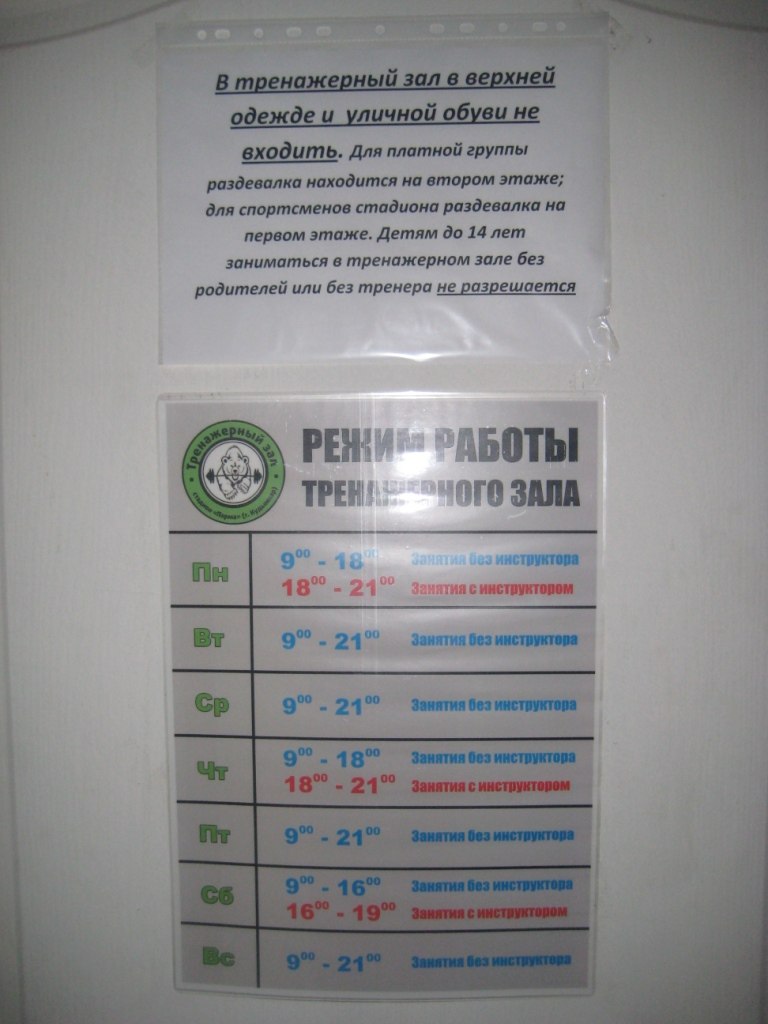 В тренажерный зал в верхней
одежде и уличной обуви не
входить. Для платной группы
раздевалка находится на втором этаже;
для спортсменов стадиона раздевалка на
первом этаже. Детям до 14 лет
заниматься в тренажерном зале без
родителей или без тренера не разрешается
Тренажерный зал
стадион «Парма» (г. Кудымкар)
РЕЖИМ РАБОТЫ
ТРЕНАЖЕРНОГО ЗАЛА
Пн
9⁰⁰ - 18⁰⁰ Занятия без инструктора
18⁰⁰ - 21⁰⁰ Занятия с инструктором
Вт 9⁰⁰ - 21⁰⁰ Занятия без инструктора
Ср 9⁰⁰ - 21⁰⁰ Занятия без инструктора
Чт
9⁰⁰ - 18⁰⁰ Занятия без инструктора
18⁰⁰ - 21⁰⁰ Занятия с инструктором
Пт 9⁰⁰ - 21⁰⁰ Занятия без инструктора
Сб
9⁰⁰ - 16⁰⁰ Занятия без инструктора
16⁰⁰ - 19⁰⁰ Занятия с инструктором
Вс 9⁰⁰ - 21⁰⁰ Занятия без инструктора